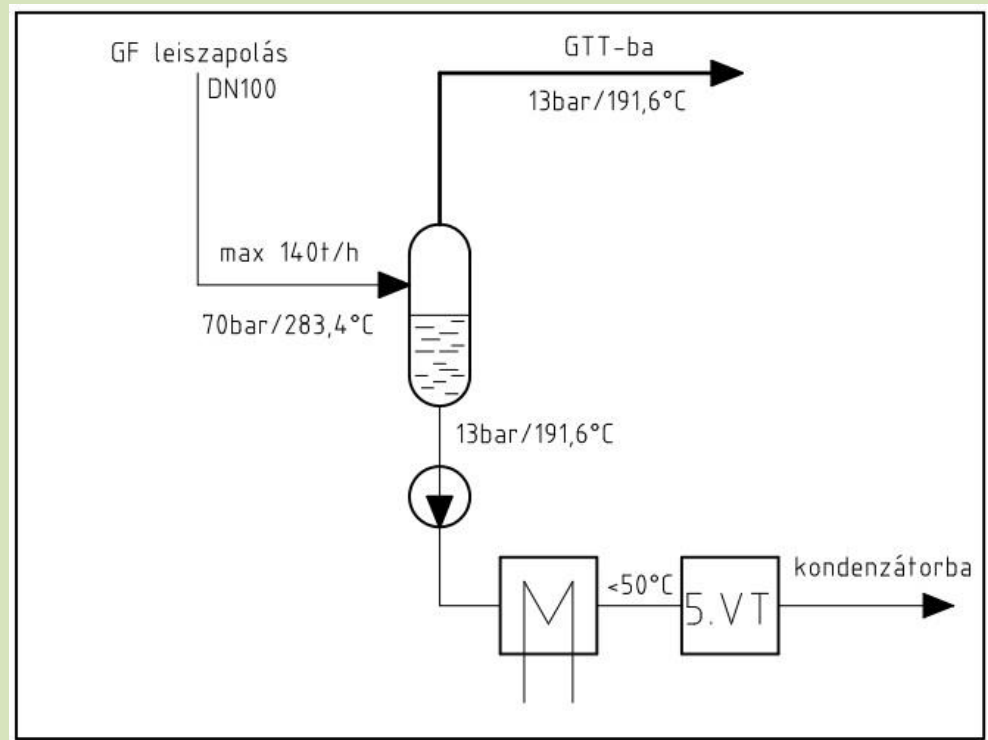 GF leiszapolás
DN100
GTT-ba
13bar/191,6°C
max 140t/h
70bar/283,4°C
13bar/191,6°C
<50°C
5.VT
kondenzátorba